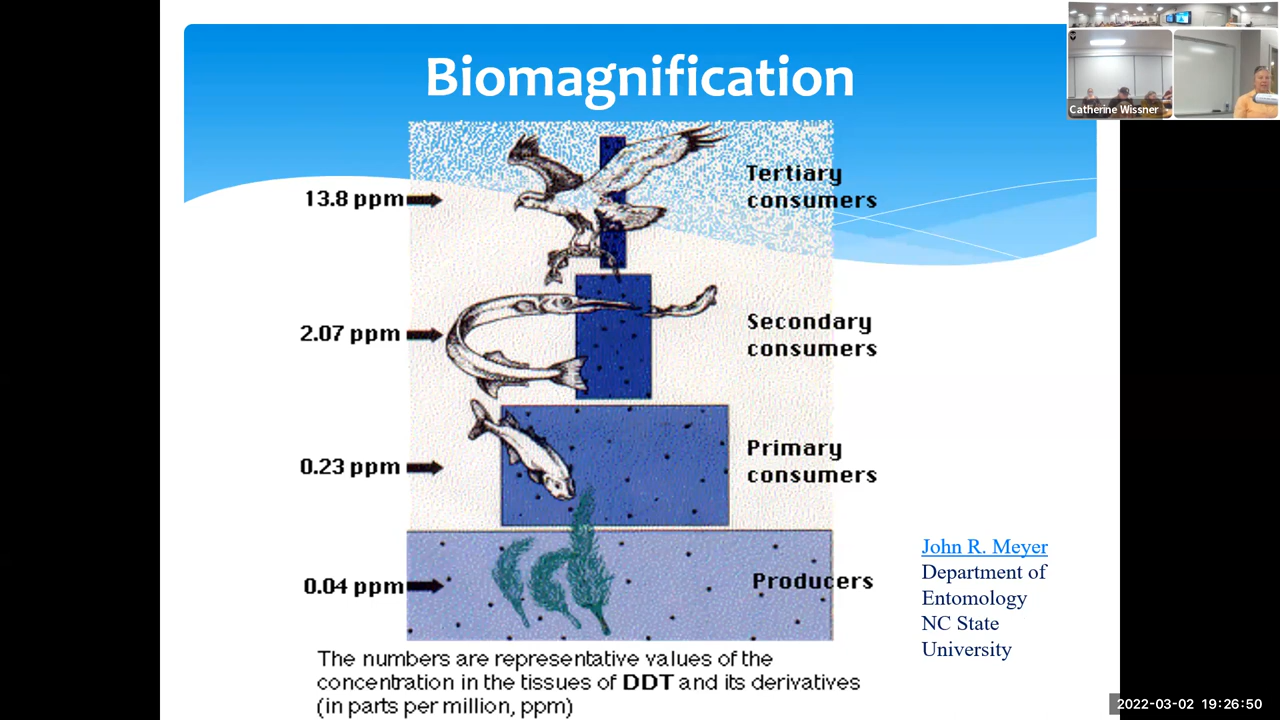 Biomagnification
Catherine Wissner
13.8 ppm
Tertiary
consumers
2.07 ppm
Secondary
consumers
0.23 ppm
Primary
consumers
0.04 ppm
Producers
John R. Meyer
Department of
Entomology
NC State
University
The numbers are representative values of the
concentration in the tissues of DDT and its derivatives
(in parts per million, ppm)
2022-03-02 19:26:50